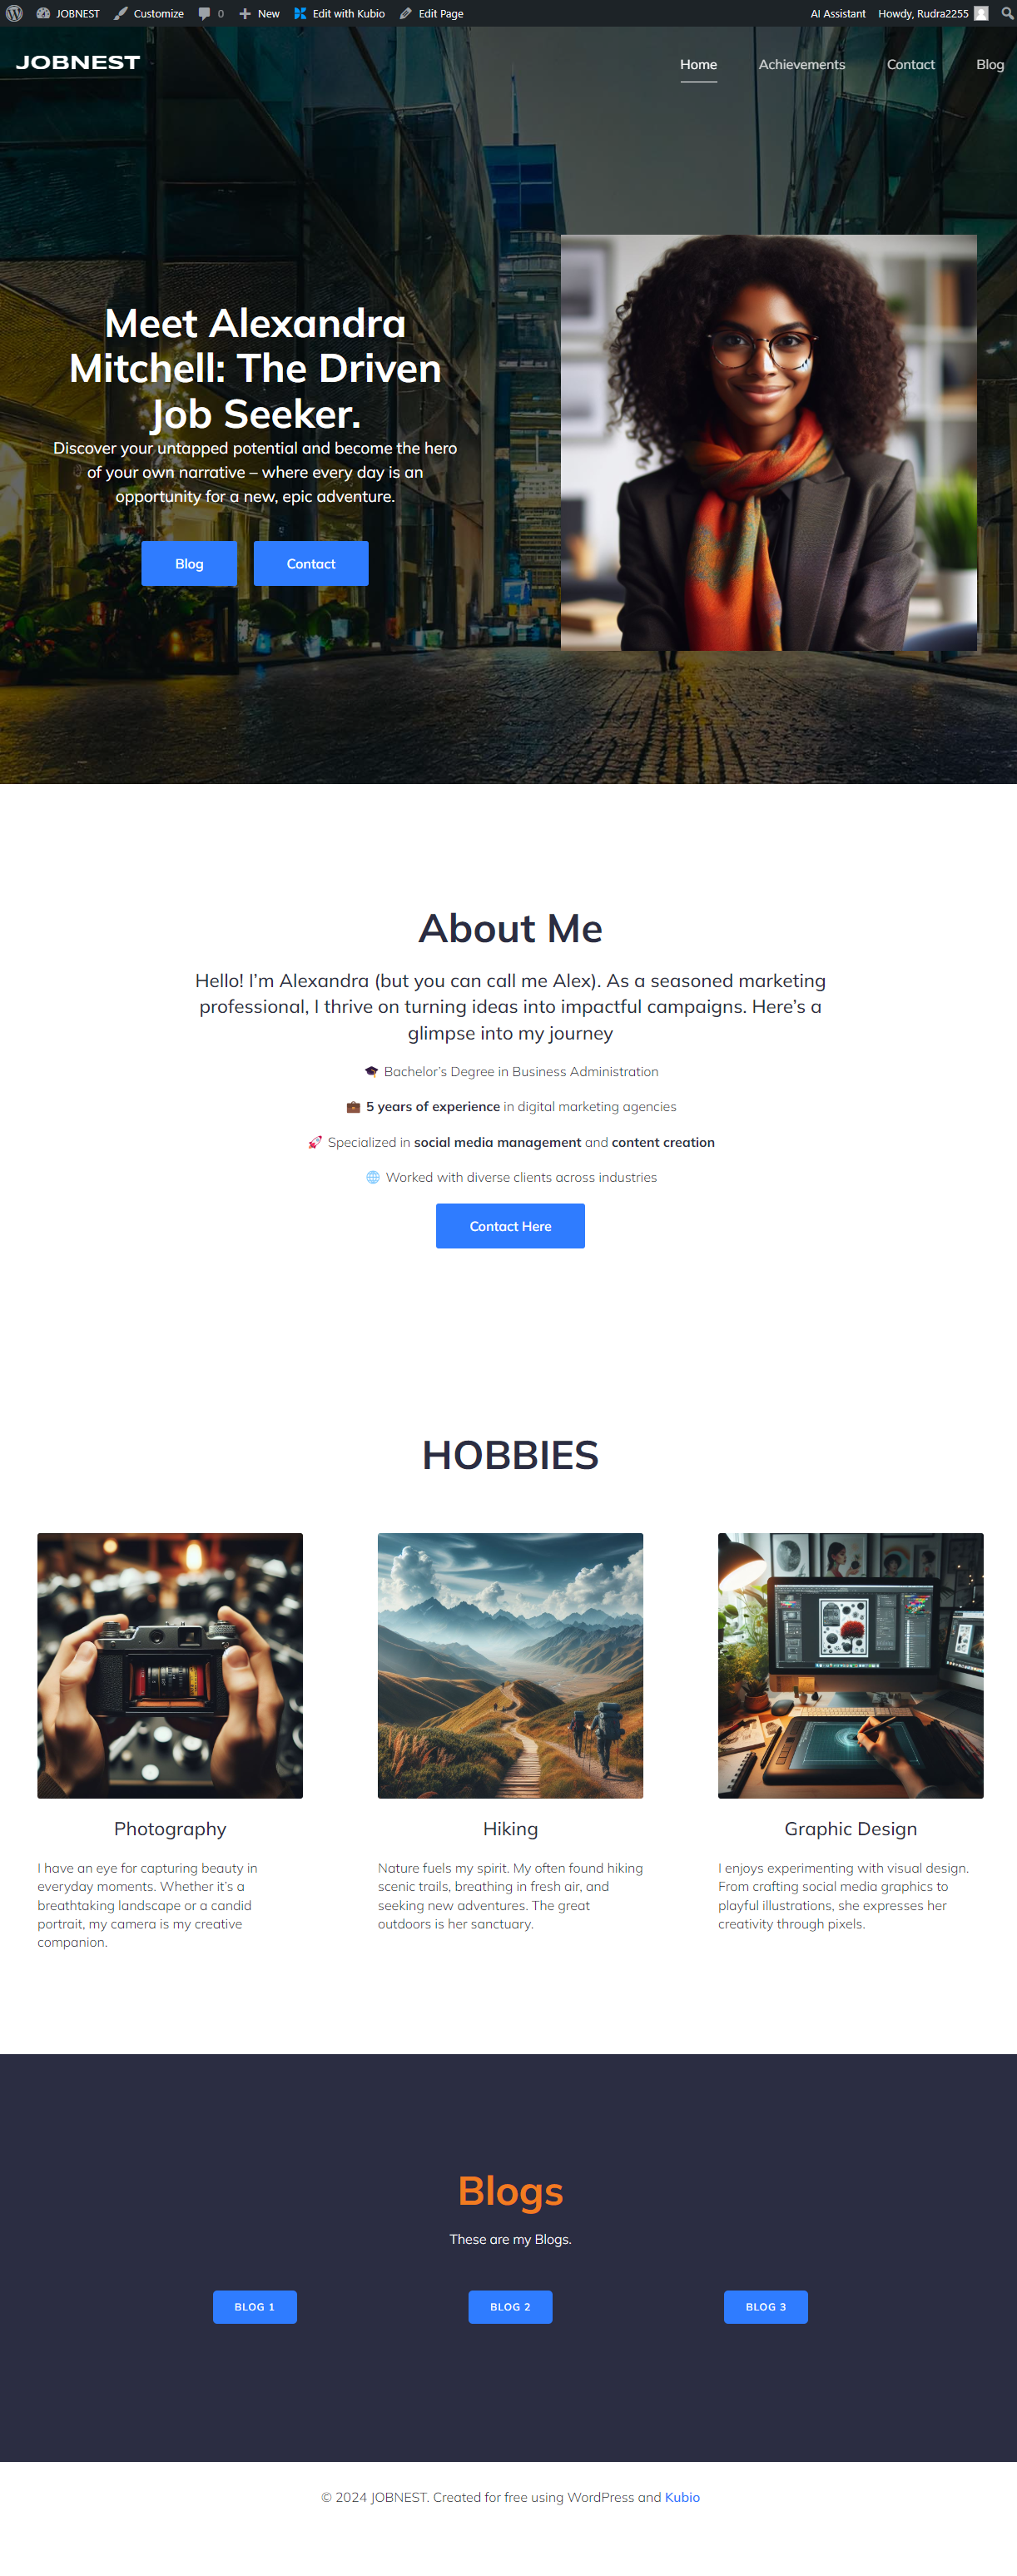 JOBNEST Customize 0 New Edit with Kubio Edit Page AI Assistant Howdy, Rudra2255
JOBNEST Home Achievements Contact Blog
Meet Alexandra
Mitchell: The Driven
Job Seeker.
Discover your untapped potential and become the hero
of your own narrative – where every day is an
opportunity for a new, epic adventure.
Blog Contact
About Me
Hello! I’m Alexandra (but you can call me Alex). As a seasoned marketing
professional, I thrive on turning ideas into impactful campaigns. Here’s a
glimpse into my journey
🎓 Bachelor’s Degree in Business Administration
💼 5 years of experience in digital marketing agencies
🚀 Specialized in social media management and content creation
🌐 Worked with diverse clients across industries
Contact Here
HOBBIES
Photography
I have an eye for capturing beauty in
everyday moments. Whether it’s a
breathtaking landscape or a candid
portrait, my camera is my creative
companion.
Hiking
Nature fuels my spirit. My often found hiking
scenic trails, breathing in fresh air, and
seeking new adventures. The great
outdoors is her sanctuary.
Graphic Design
I enjoys experimenting with visual design.
From crafting social media graphics to
playful illustrations, she expresses her
creativity through pixels.
Blogs
These are my Blogs.
BLOG 1 BLOG 2 BLOG 3
© 2024 JOBNEST. Created for free using WordPress and Kubio